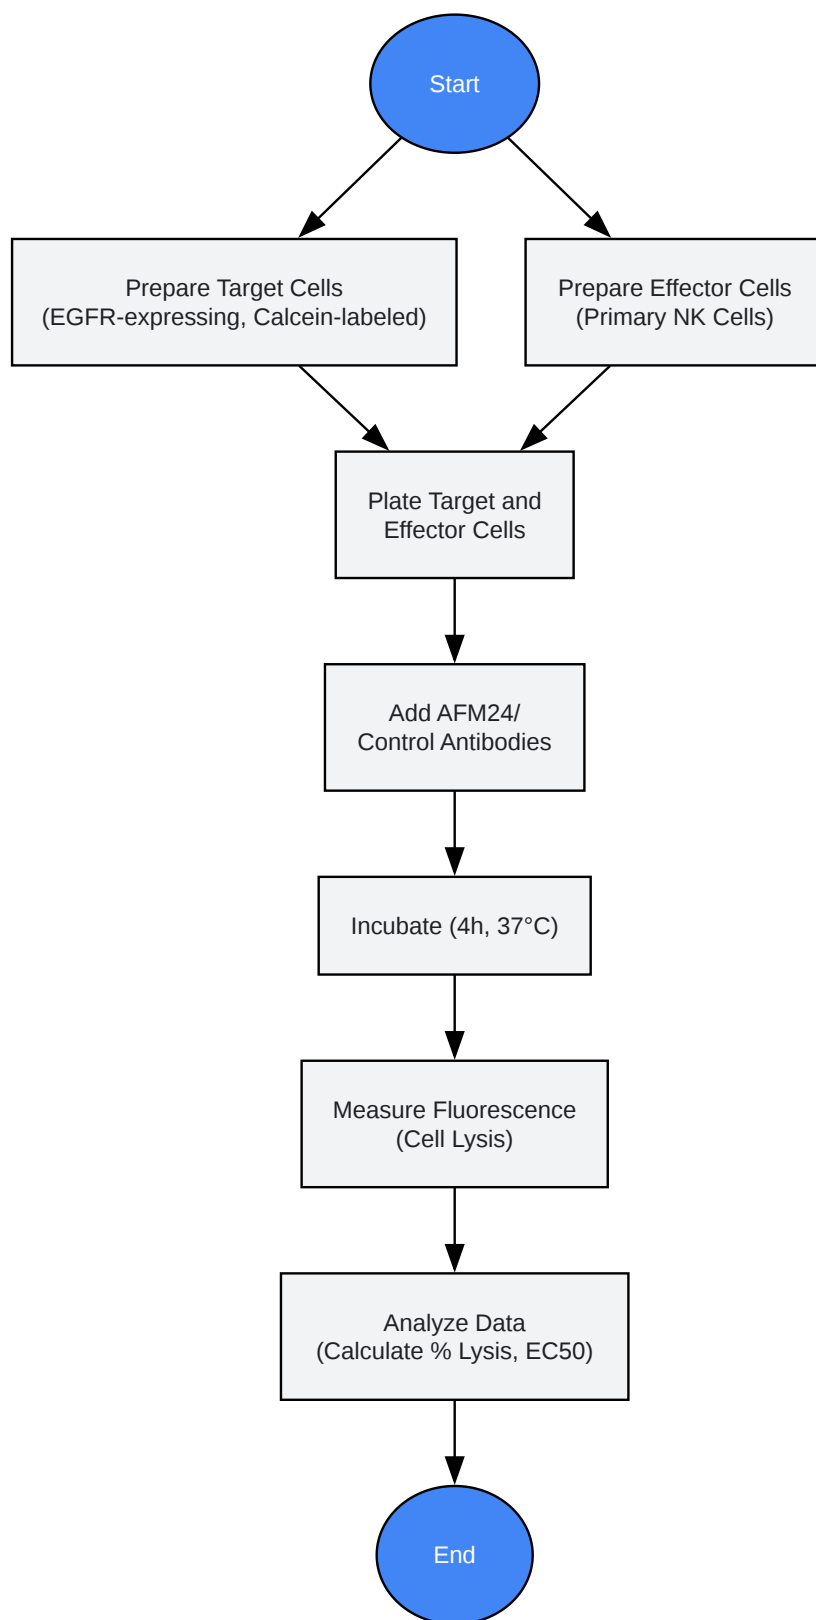 Start
Prepare Target Cells
(EGFR-expressing, Calcein-labeled)
Prepare Effector Cells
(Primary NK Cells)
Plate Target and
Effector Cells
Add AFM24/
Control Antibodies
Incubate (4h, 37°C)
Measure Fluorescence
(Cell Lysis)
Analyze Data
(Calculate % Lysis, EC50)
End